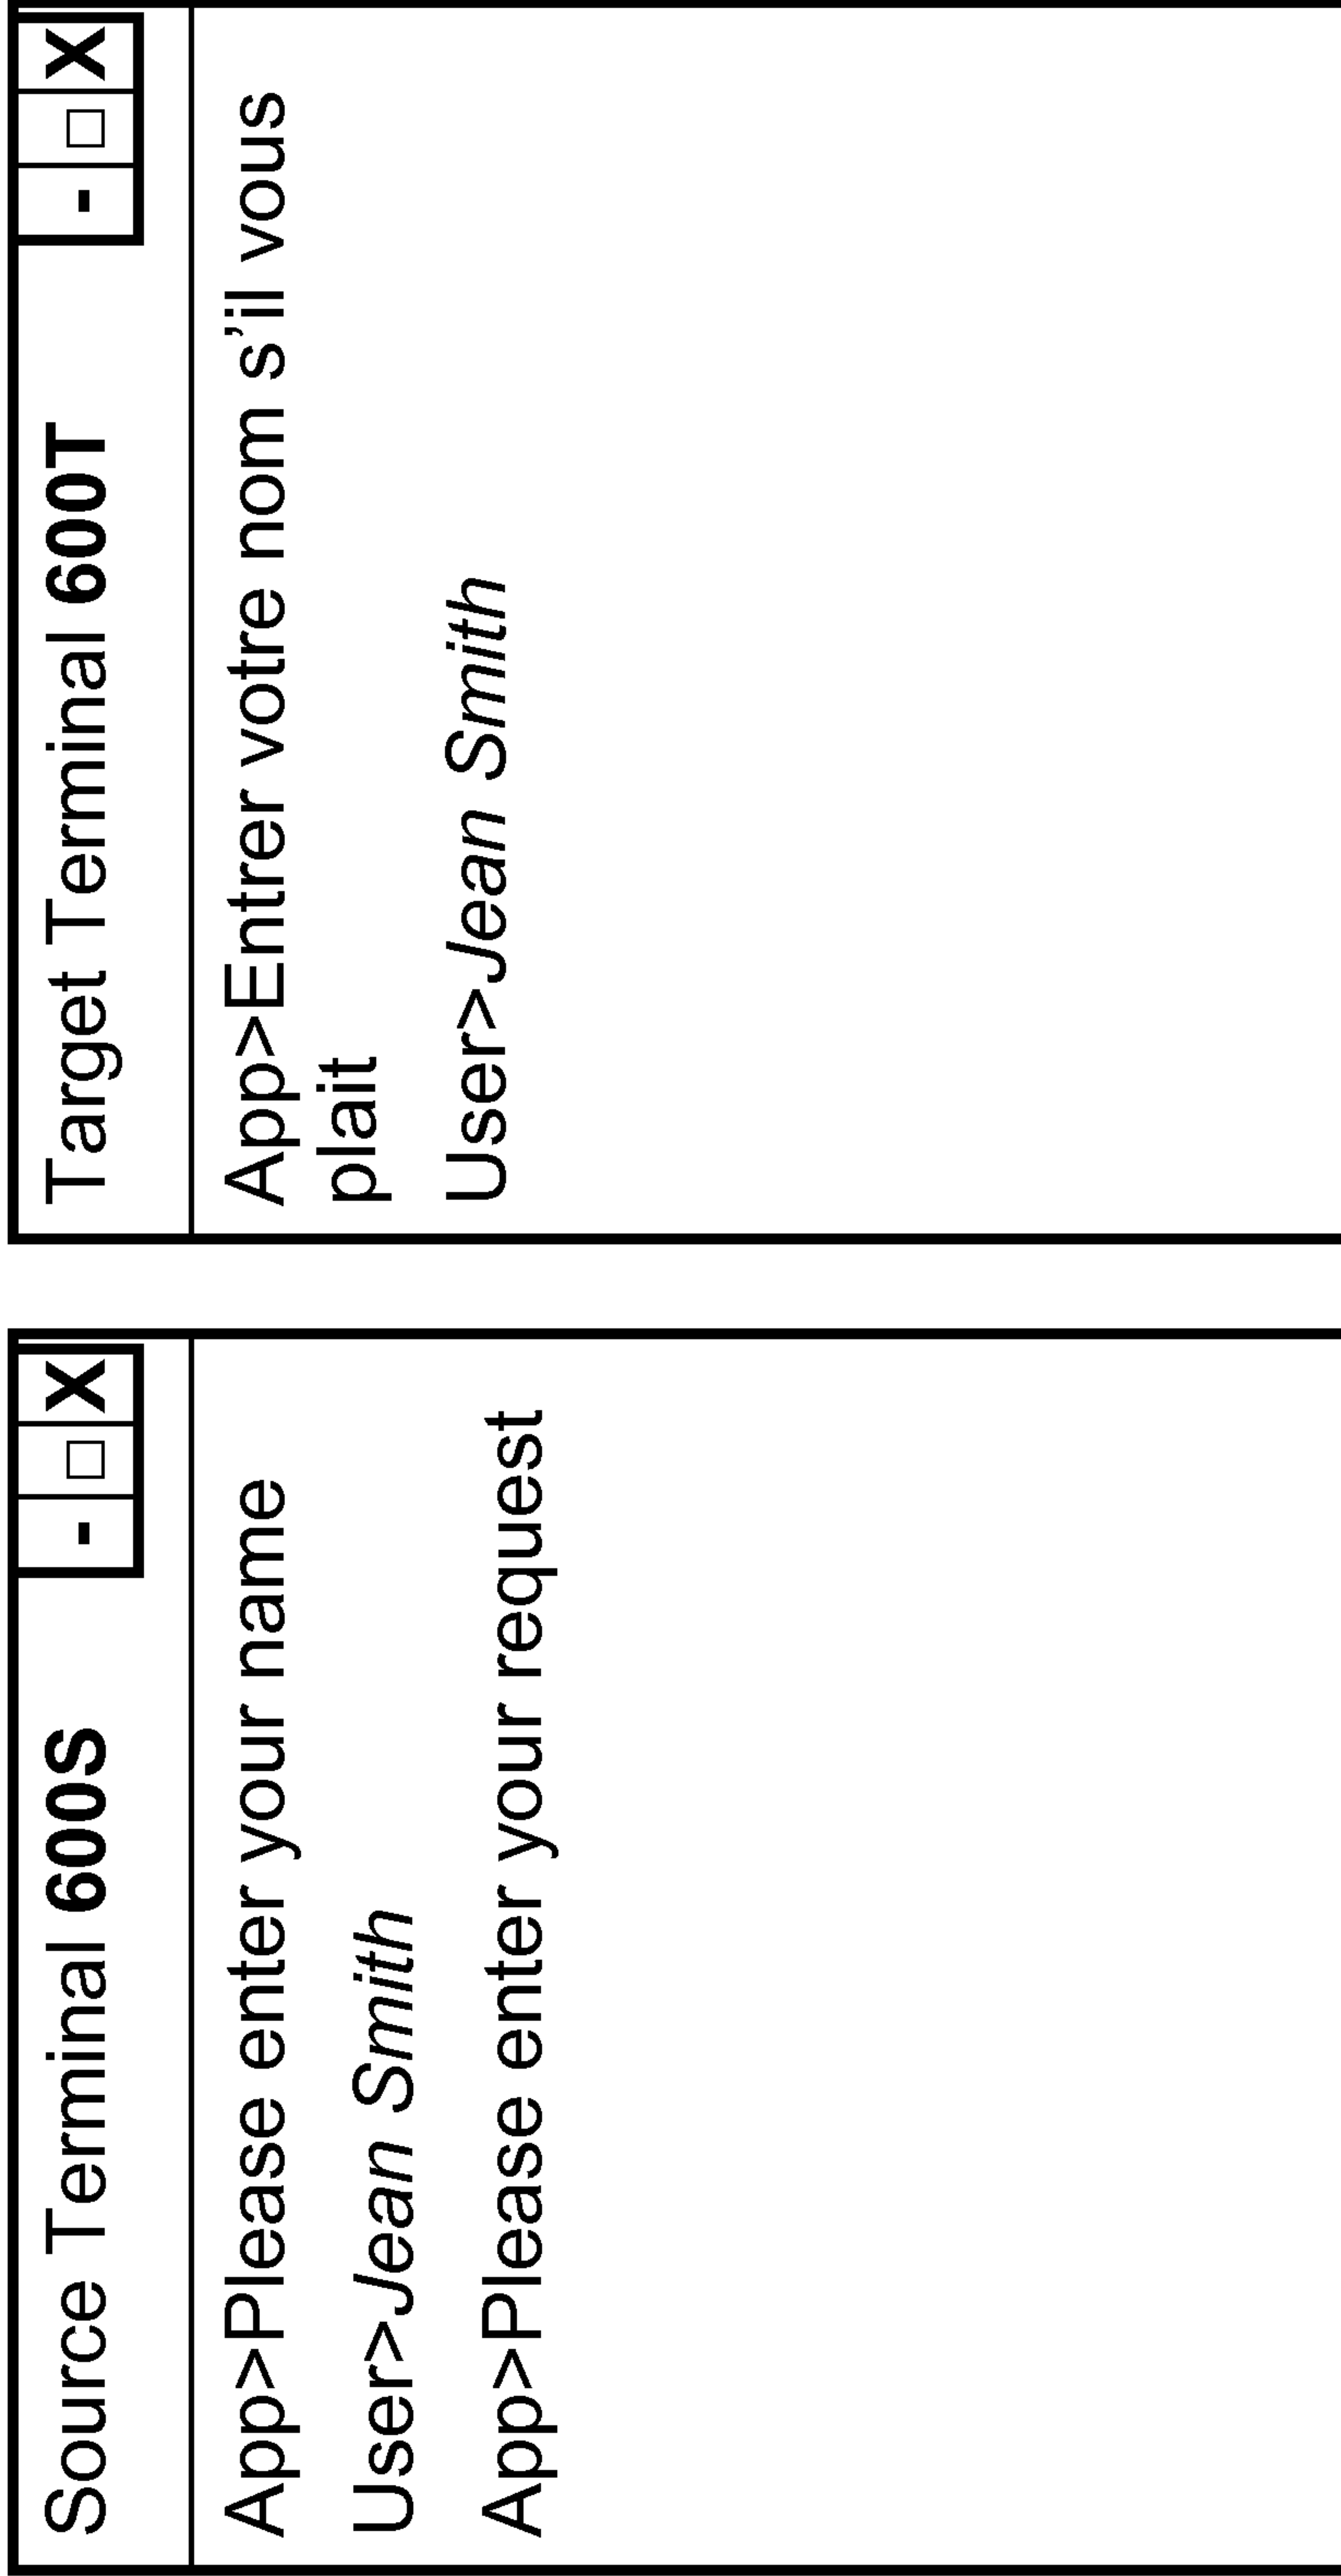 Source Terminal 600S - □ X
App>Please enter your name
User>Jean Smith
App>Please enter your request
Target Terminal 600T - □ X
App>Entrer votre nom s’il vous
plait
User>Jean Smith